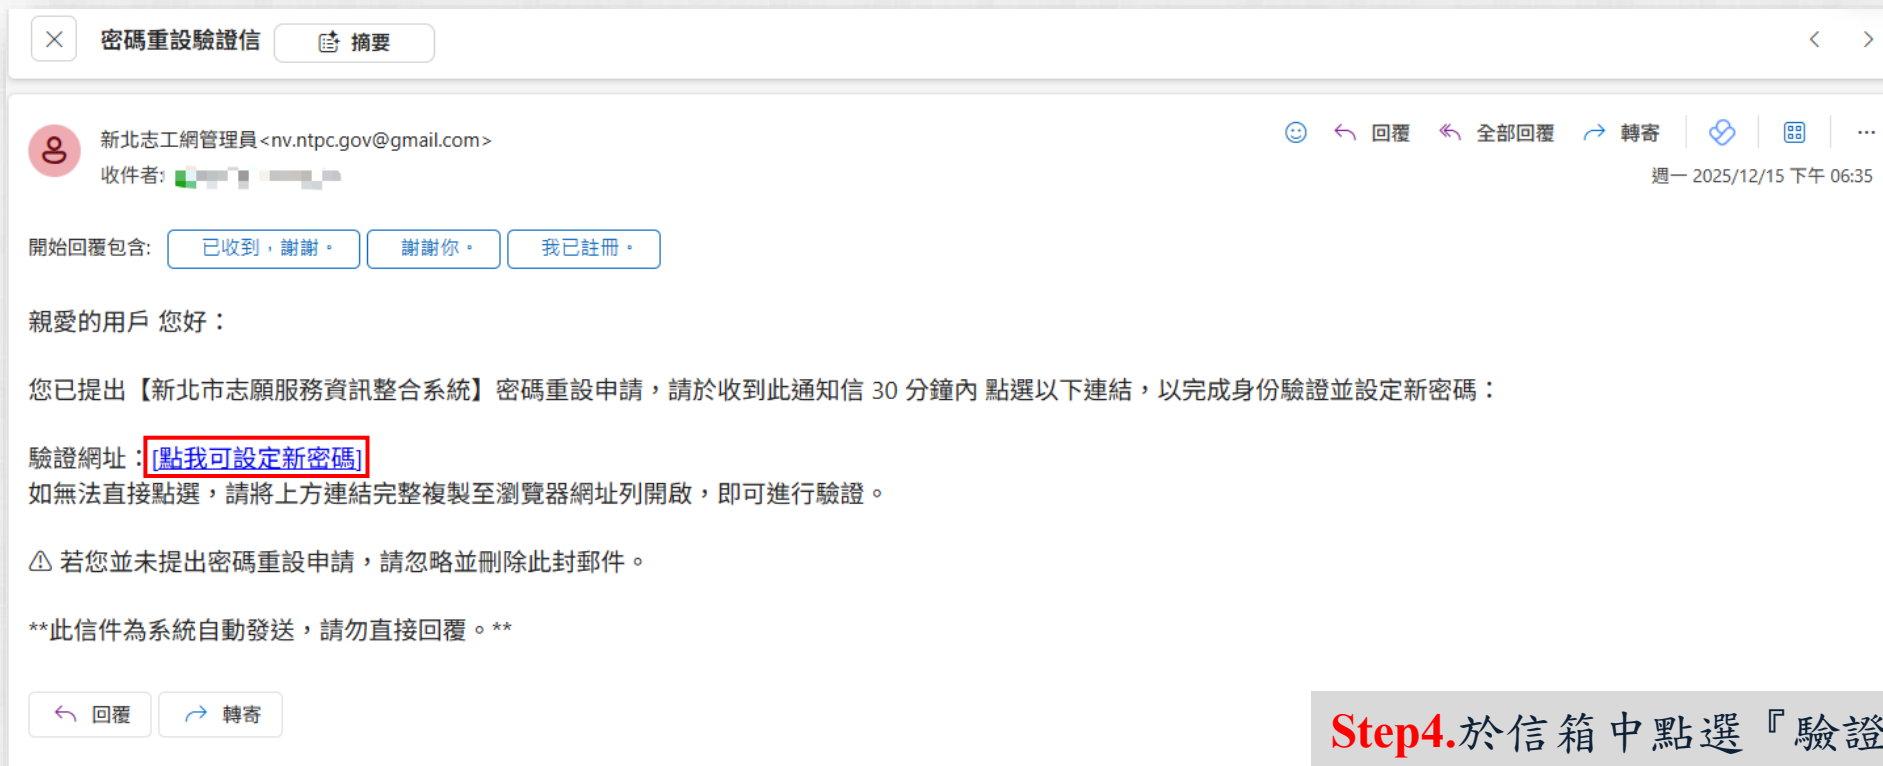 密碼重設驗證信 摘要
新北志工網管理員<nv.ntpc.gov@gmail.com>
回覆 全部回覆 轉寄
收件者:
週一 2025/12/15 下午 06:35
開始回覆包含: 已收到，謝謝。 謝謝你。 我已註冊。
親愛的用戶 您好：
您已提出【新北市志願服務資訊整合系統】密碼重設申請，請於收到此通知信 30 分鐘內 點選以下連結，以完成身份驗證並設定新密碼：
驗證網址：[點我可設定新密碼]
如無法直接點選，請將上方連結完整複製至瀏覽器網址列開啟，即可進行驗證。
⚠ 若您並未提出密碼重設申請，請忽略並刪除此封郵件。
**此信件為系統自動發送，請勿直接回覆。**
回覆 轉寄
Step4.於信箱中點選『驗證